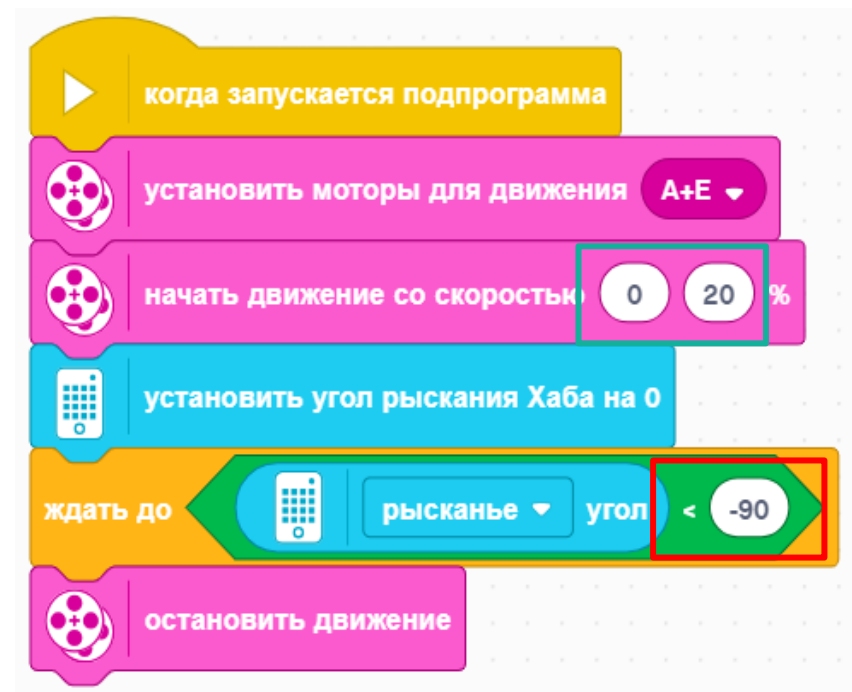 когда запускается подпрограмма
установить моторы для движения A+E
начать движение со скоростью 0 20 %
установить угол рыскания Хаба на 0
ждать до рысканье угол < -90
остановить движение